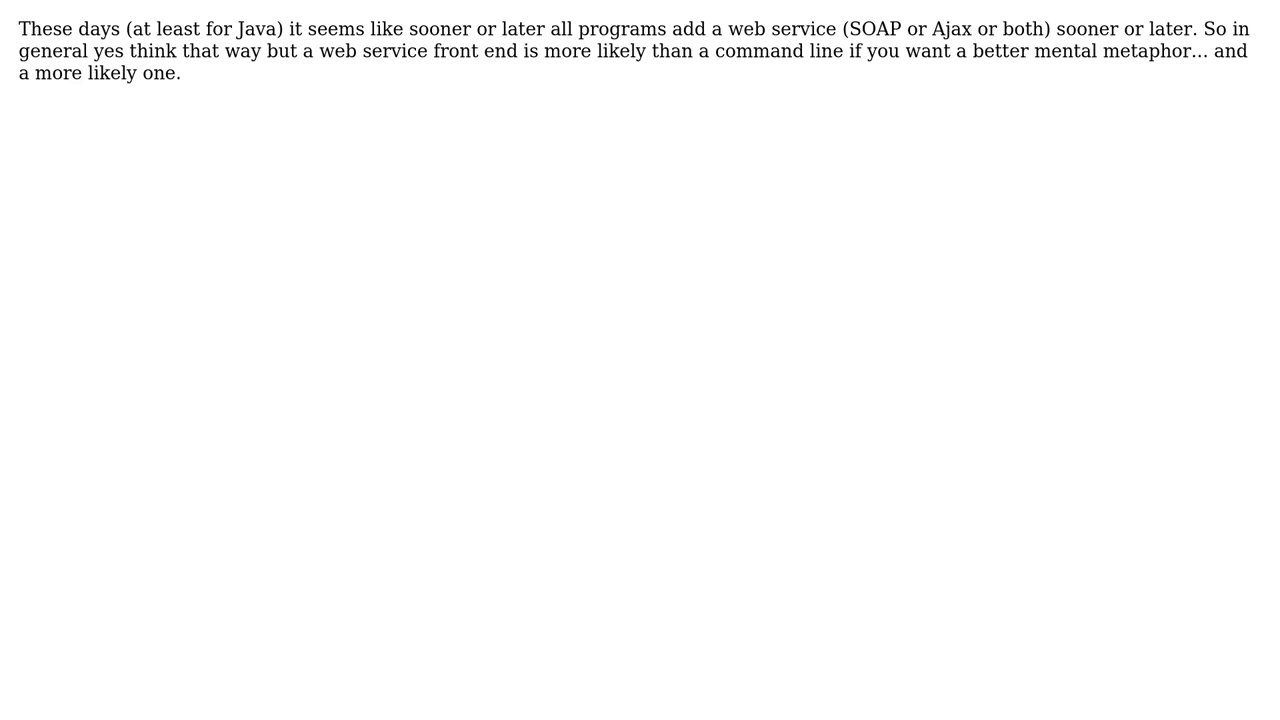 These days (at least for Java) it seems like sooner or later all programs add a web service (SOAP or Ajax or both) sooner or later. So in
general yes think that way but a web service front end is more likely than a command line if you want a better mental metaphor... and
a more likely one.